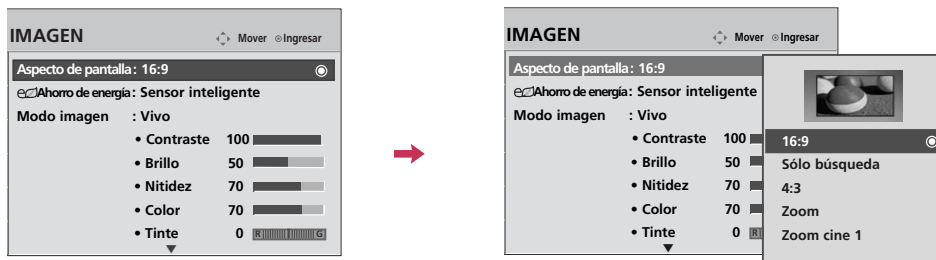 IMAGEN Mover Ingresar
Aspecto de pantalla : 16:9
Ahorro de energía : Sensor inteligente
Modo imagen : Vivo
• Contraste 100
• Brillo 50
• Nitidez 70
• Color 70
• Tinte 0 R G
IMAGEN Mover Ingresar
Aspecto de pantalla : 16:9
Ahorro de energía : Sensor inteligente
Modo imagen : Vivo
• Contraste 100
• Brillo 50
• Nitidez 70
• Color 70
• Tinte 0 R
16:9
Sólo búsqueda
4:3
Zoom
Zoom cine 1